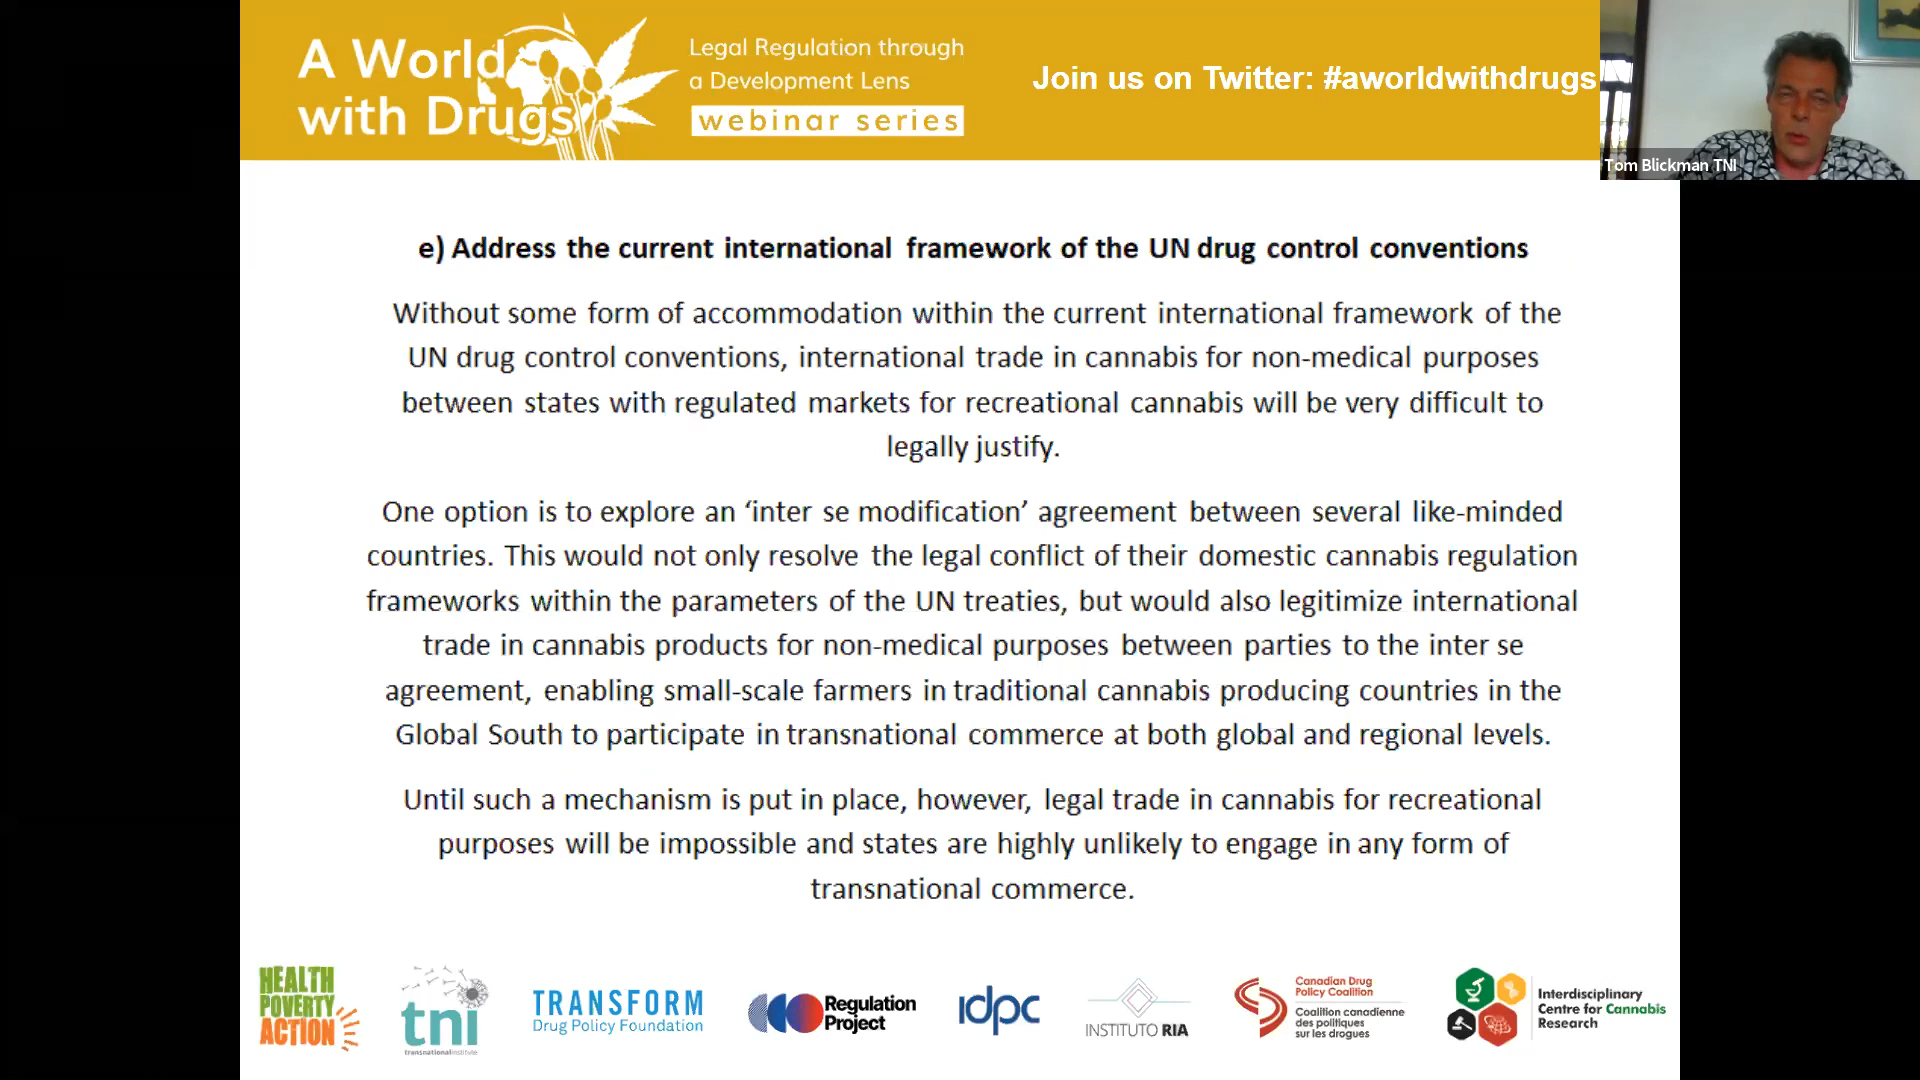 A World
with Drugs
Legal Regulation through
a Development Lens
webinar series
Join us on Twitter: #aworldwithdrugs
Tom Blickman TNI
e) Address the current international framework of the UN drug control conventions
Without some form of accommodation within the current international framework of the
UN drug control conventions, international trade in cannabis for non-medical purposes
between states with regulated markets for recreational cannabis will be very difficult to
legally justify.
One option is to explore an ‘inter se modification’ agreement between several like-minded
countries. This would not only resolve the legal conflict of their domestic cannabis regulation
frameworks within the parameters of the UN treaties, but would also legitimize international
trade in cannabis products for non-medical purposes between parties to the inter se
agreement, enabling small-scale farmers in traditional cannabis producing countries in the
Global South to participate in transnational commerce at both global and regional levels.
Until such a mechanism is put in place, however, legal trade in cannabis for recreational
purposes will be impossible and states are highly unlikely to engage in any form of
transnational commerce.
HEALTH
POVERTY
ACTION
tni
transnationalinstitute
TRANSFORM
Drug Policy Foundation
Regulation
Project
idpc
INSTITUTO RIA
Canadian Drug
Policy Coalition
Coalition canadienne
des politiques
sur les drogues
Interdisciplinary
Centre for Cannabis
Research